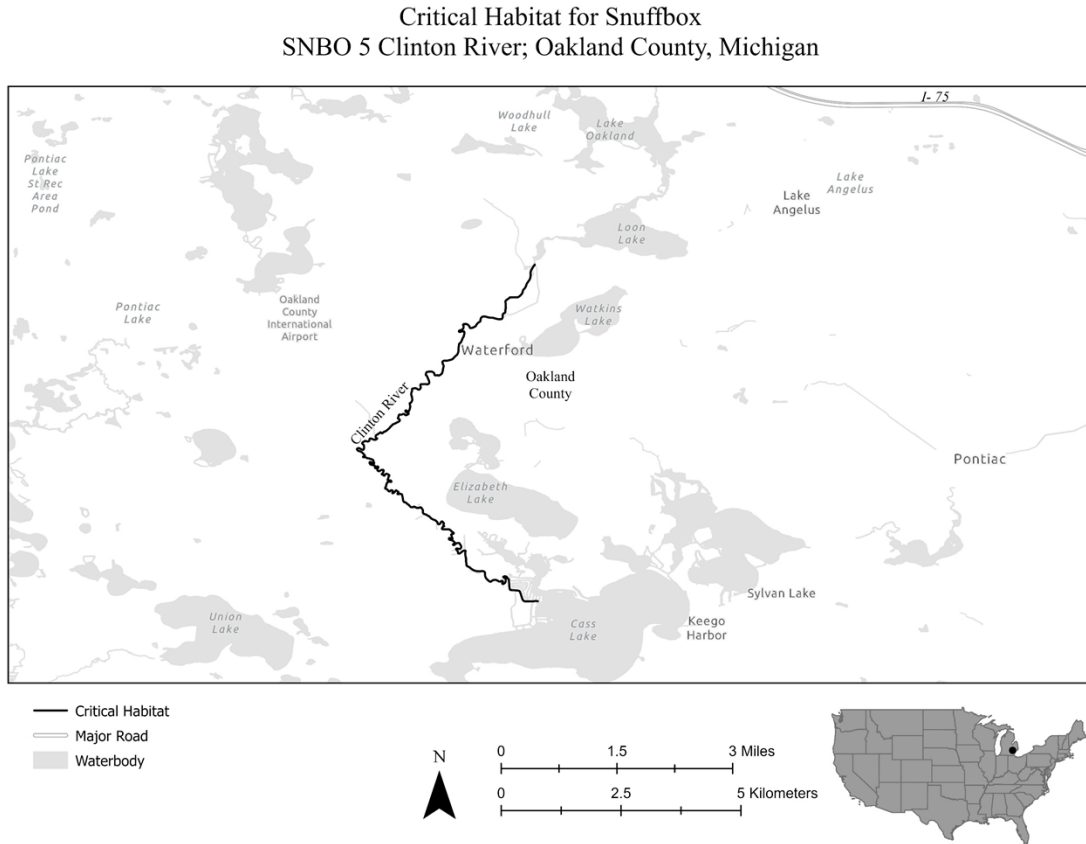 Critical Habitat for Snuffbox
SNBO 5 Clinton River; Oakland County, Michigan
I- 75
Woodhull
Lake
Lake
Oakland
Pontiac
Lake
St Rec
Area
Pond
Lake
Angelus
Lake
Angelus
Loon
Lake
Oakland
County
International
Airport
Pontiac
Lake
Watkins
Lake
Waterford
Oakland
County
Clinton River
Pontiac
Elizabeth
Lake
Sylvan Lake
Union
Lake
Cass
Lake
Keego
Harbor
Critical Habitat
Major Road
Waterbody
N
0 1.5 3 Miles
0 2.5 5 Kilometers